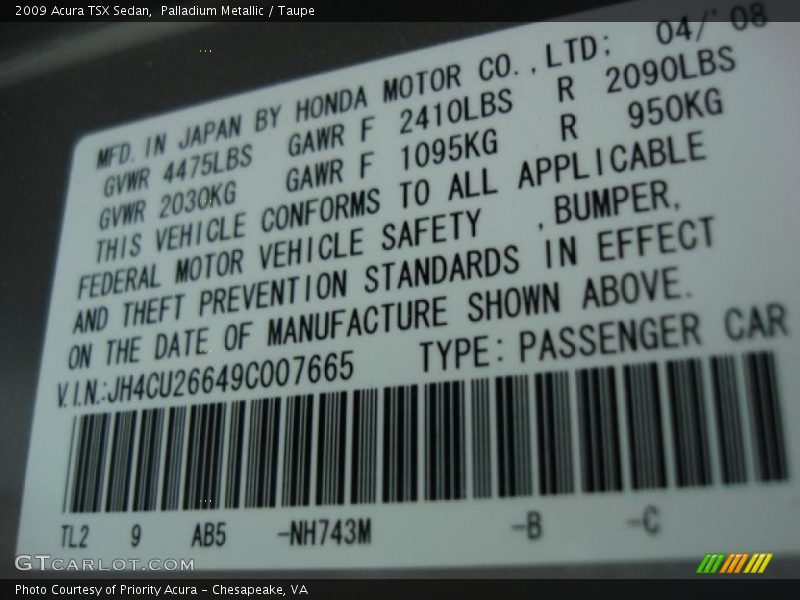 2009 Acura TSX Sedan,  Palladium Metallic / Taupe
04/'08
MFD. IN JAPAN BY HONDA MOTOR CO.,LTD;
GVWR 4475LBS GAWR F 2410LBS R 2090LBS
GVWR 2030KG GAWR F 1095KG R 950KG
THIS VEHICLE CONFORMS TO ALL APPLICABLE
FEDERAL MOTOR VEHICLE SAFETY ,BUMPER,
AND THEFT PREVENTION STANDARDS IN EFFECT
ON THE DATE OF MANUFACTURE SHOWN ABOVE.
V.I.N.:JH4CU26649C007665 TYPE:PASSENGER CAR
TL2 9 AB5 -NH743M -B -C
GTCARLOT.COM
Photo Courtesy of Priority Acura – Chesapeake, VA